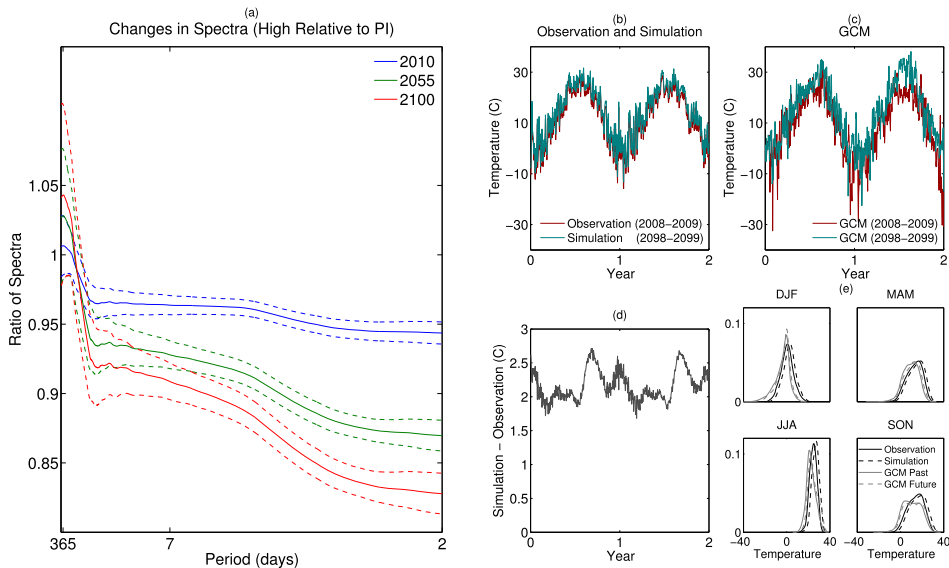 (a)
Changes in Spectra (High Relative to PI)
2010
2055
2100
1.05
1
0.95
0.9
0.85
Ratio of Spectra
365
7
2
Period (days)
(b)
Observation and Simulation
30
10
−10
−30
Temperature (C)
Observation (2008−2009)
Simulation (2098−2099)
0
1
2
Year
(c)
GCM
30
10
−10
−30
Temperature (C)
GCM (2008−2009)
GCM (2098−2099)
0
1
2
Year
(d)
3
2.5
2
1.5
1
0.5
0
Simulation − Observation (C)
0
1
2
Year
(e)
DJF
MAM
0.1
0
JJA
SON
0.1
0
Observation
Simulation
GCM Past
GCM Future
−40
0
40
−40
0
40
Temperature
Temperature